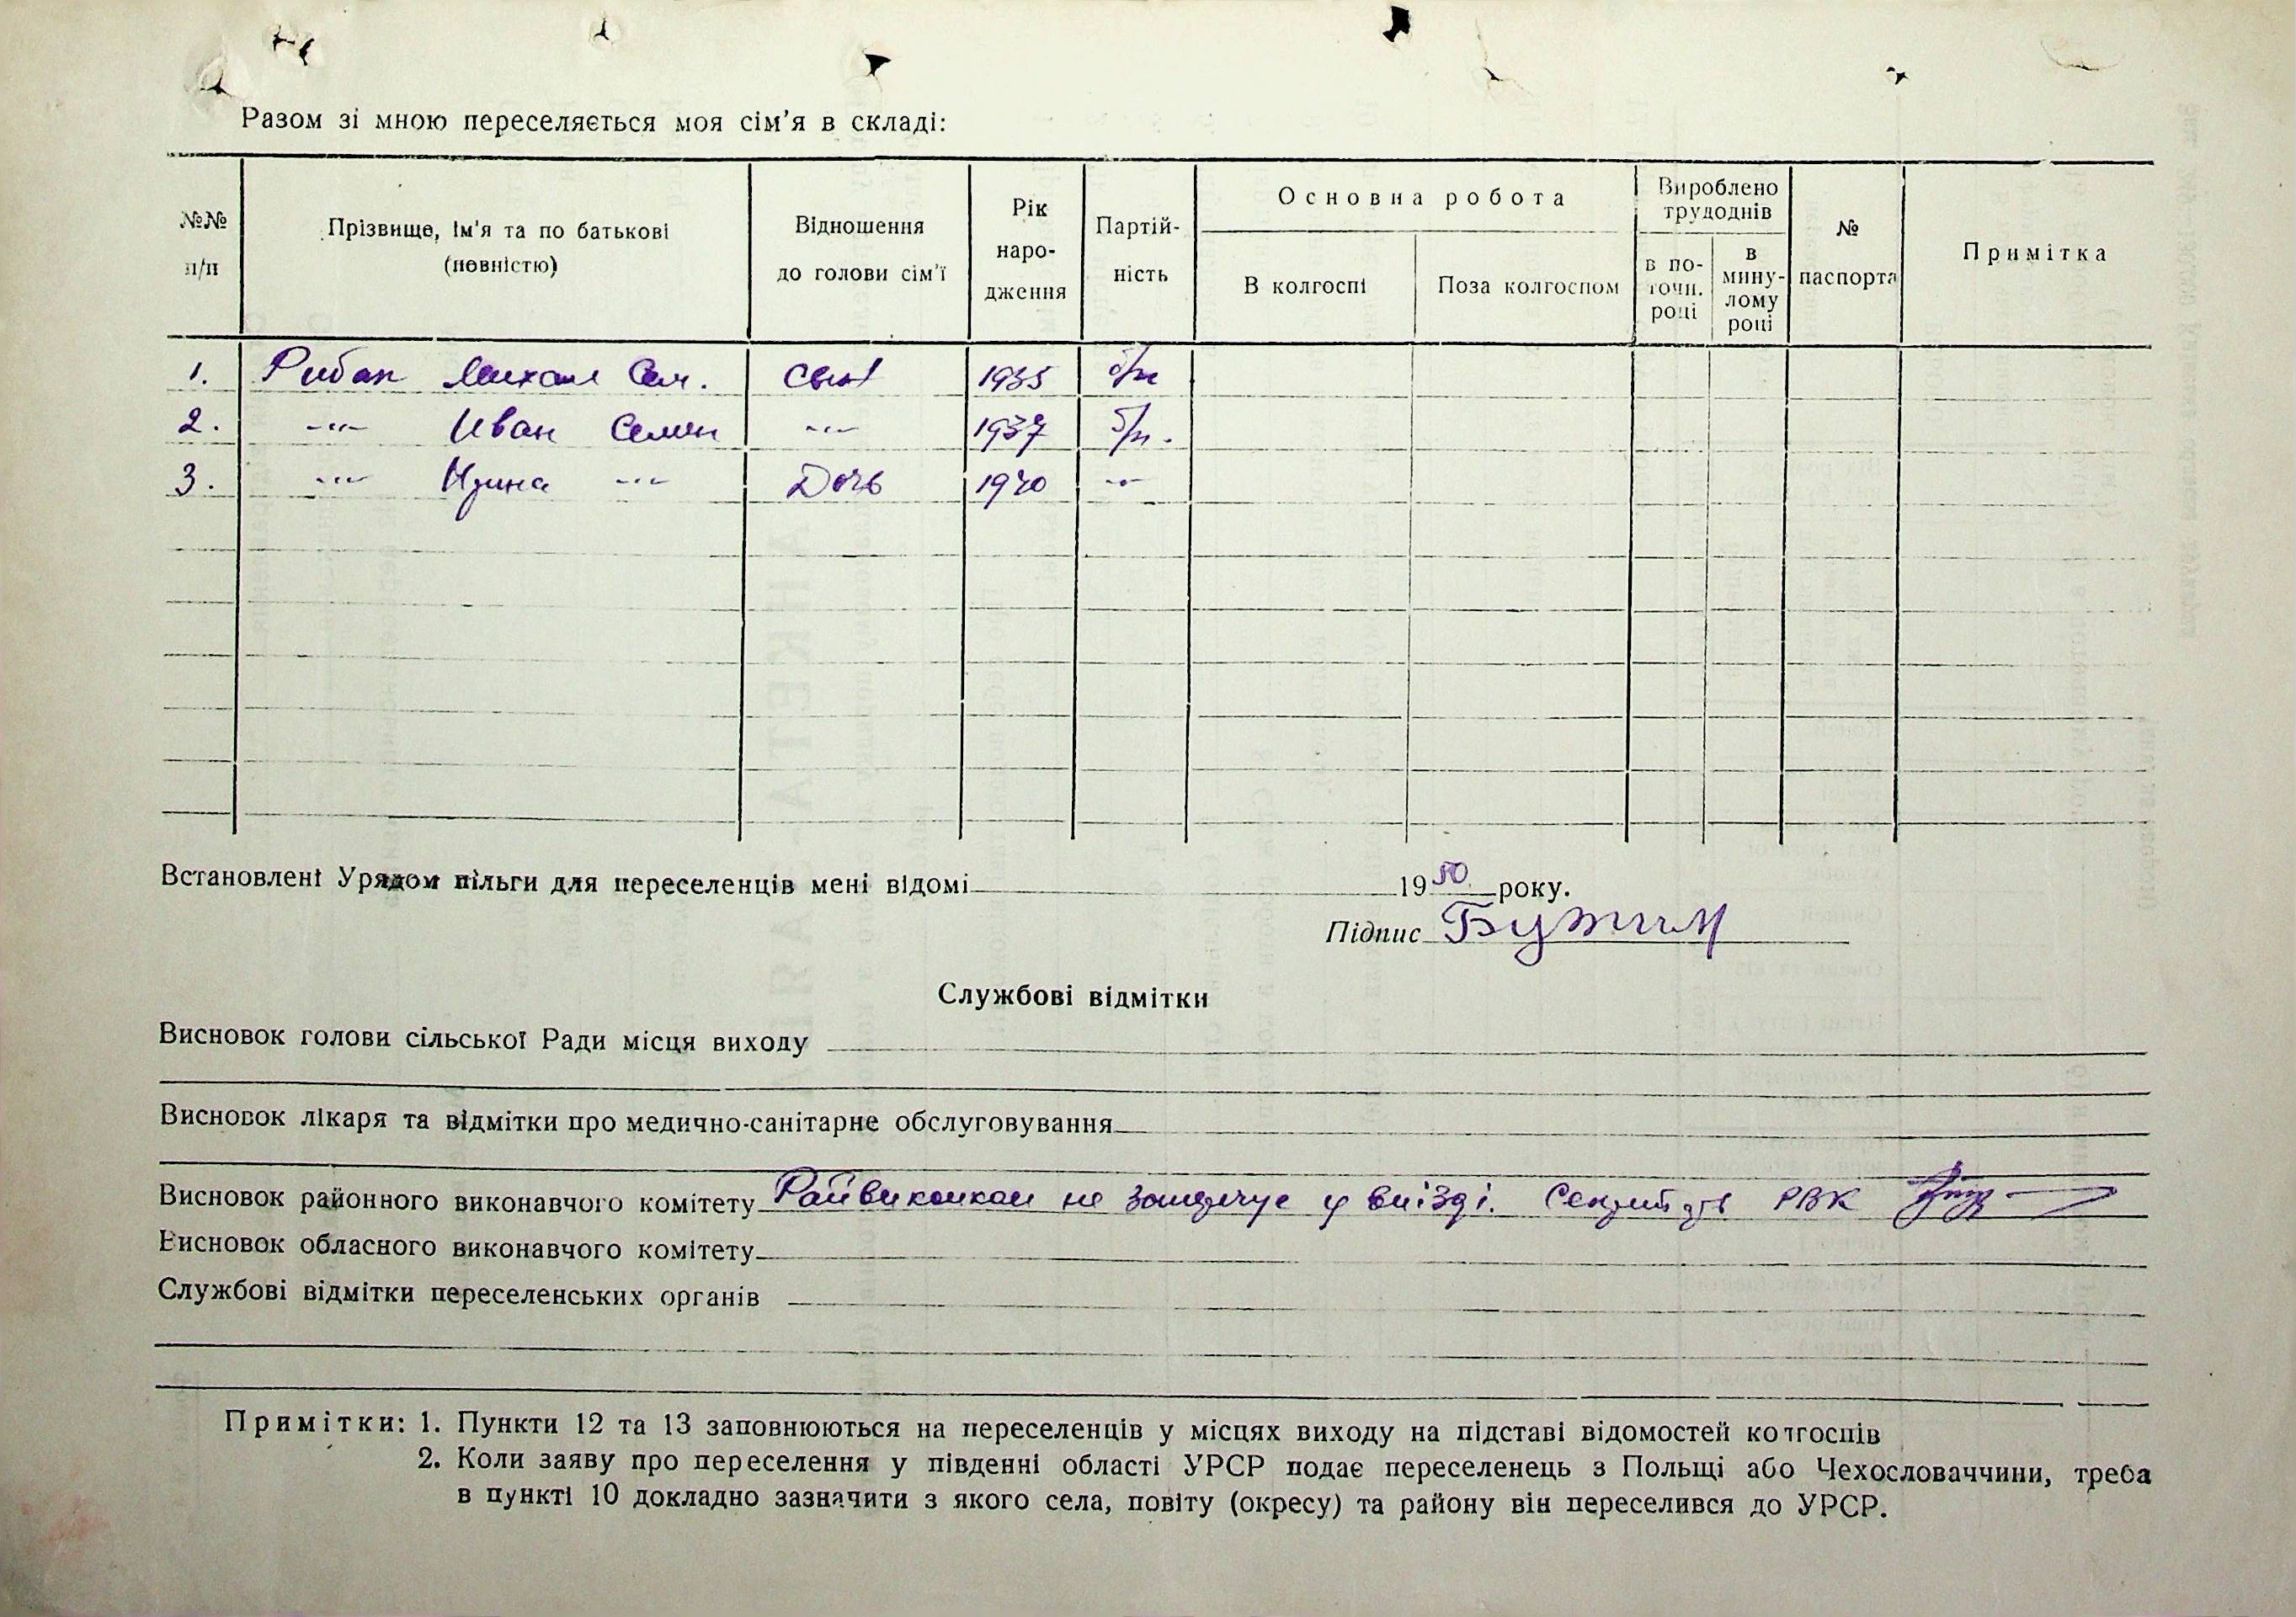 Разом зі мною переселяється моя сім'я в складі:
№№ п/п
Прізвище, ім'я та по батькові (повністю)
Відношення до голови сім'ї
Рік народження
Партійність
Основна робота
В колгоспі
Поза колгоспом
Вироблено трудоднів
в поточн. році
в минулому році
№ паспорта
Примітка
1. Рибак Михаил Сем. сын 1935 б/п
2. -"- Иван Семен -"- 1937 б/п.
3. -"- Ирина -"- Дочь 1940 -"-
Встановлені Урядом пільги для переселенців мені відомі 1950 року.
Підпис
Службові відмітки
Висновок голови сільської Ради місця виходу
Висновок лікаря та відмітки про медично-санітарне обслуговування
Висновок районного виконавчого комітету Райвиконком не заперечує у виїзді. Секретар РВК
Висновок обласного виконавчого комітету
Службові відмітки переселенських органів
Примітки: 1. Пункти 12 та 13 заповнюються на переселенців у місцях виходу на підставі відомостей колгоспів
2. Коли заяву про переселення у південні області УРСР подає переселенець з Польщі або Чехословаччини, треба
в пункті 10 докладно зазначити з якого села, повіту (окресу) та району він переселився до УРСР.